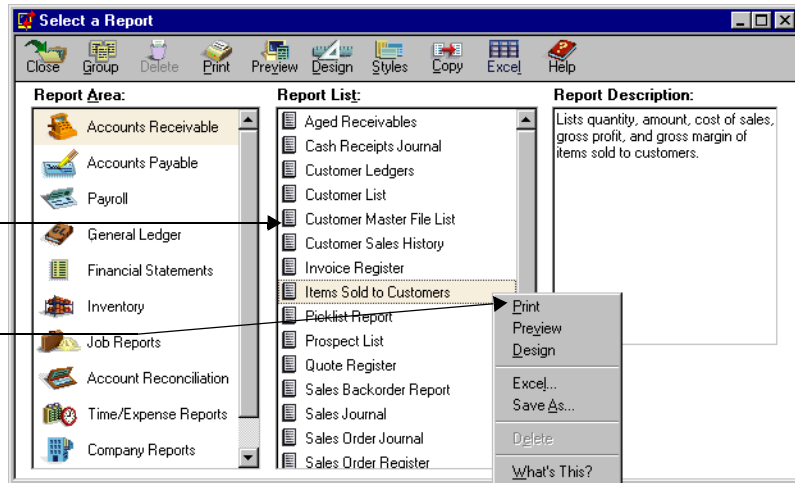 Select a Report
Close Group Delete Print Preview Design Styles Copy Excel Help
Report Area:
Accounts Receivable
Accounts Payable
Payroll
General Ledger
Financial Statements
Inventory
Job Reports
Account Reconciliation
Time/Expense Reports
Company Reports
Report List:
Aged Receivables
Cash Receipts Journal
Customer Ledgers
Customer List
Customer Master File List
Customer Sales History
Invoice Register
Items Sold to Customers
Picklist Report
Prospect List
Quote Register
Sales Backorder Report
Sales Journal
Sales Order Journal
Sales Order Register
Print
Preview
Design
Excel...
Save As...
Delete
What's This?
Report Description:
Lists quantity, amount, cost of sales,
gross profit, and gross margin of
items sold to customers.